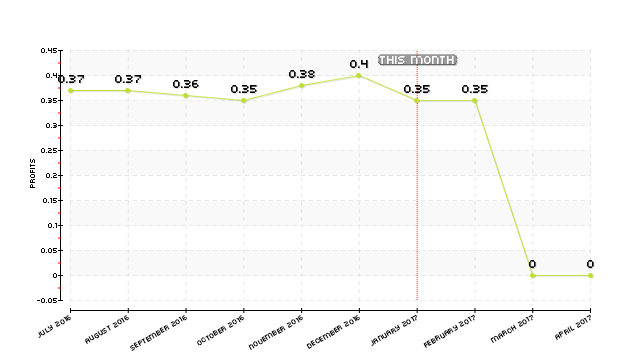 THIS MONTH
PROFITS
0.45
0.4
0.35
0.3
0.25
0.2
0.15
0.1
0.05
0
-0.05
0.37
0.37
0.36
0.35
0.38
0.4
0.35
0.35
0
0
JULY 2016
AUGUST 2016
SEPTEMBER 2016
OCTOBER 2016
NOVEMBER 2016
DECEMBER 2016
JANUARY 2017
FEBRUARY 2017
MARCH 2017
APRIL 2017